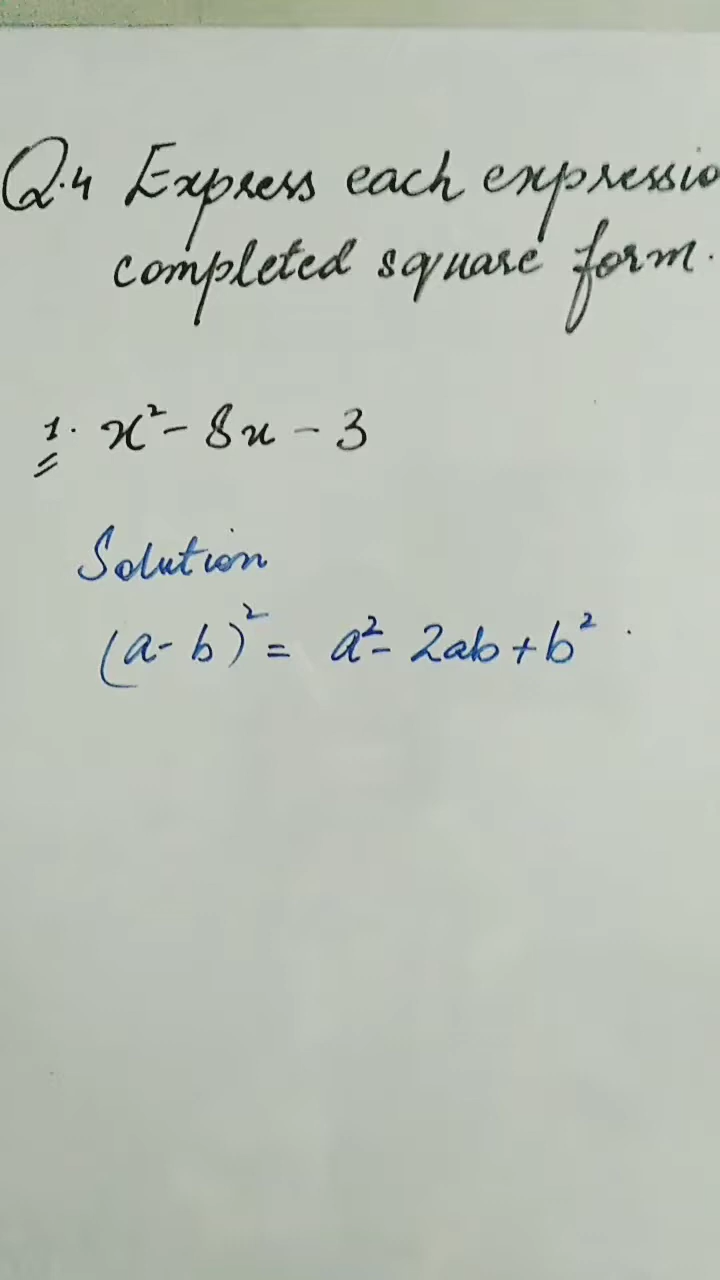 Q.4 Express each expressio
completed square form.
1. x² - 8x - 3
Solution
(a - b)² = a² - 2ab + b².